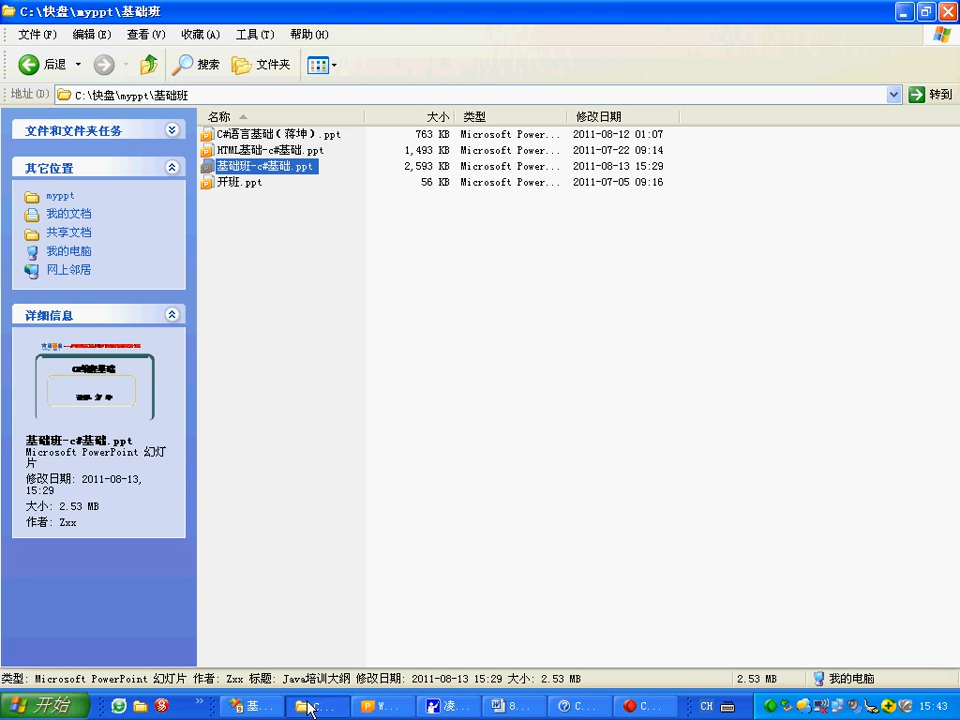 C:\快盘\myppt\基础班
文件(F) 编辑(E) 查看(V) 收藏(A) 工具(T) 帮助(H)
后退 搜索 文件夹
地址(D) C:\快盘\myppt\基础班 转到
文件和文件夹任务
其它位置
myppt
我的文档
共享文档
我的电脑
网上邻居
详细信息
C#编程基础
基础班-c#基础.ppt
Microsoft PowerPoint 幻灯
片
修改日期: 2011-08-13,
15:29
大小: 2.53 MB
作者: Zxx
名称 大小 类型 修改日期
C#语言基础(蒋坤).ppt 763 KB Microsoft Power... 2011-08-12 01:07
HTML基础-c#基础.ppt 1,493 KB Microsoft Power... 2011-07-22 09:14
基础班-c#基础.ppt 2,593 KB Microsoft Power... 2011-08-13 15:29
开班.ppt 56 KB Microsoft Power... 2011-07-05 09:16
类型: Microsoft PowerPoint 幻灯片 作者: Zxx 标题: Java培训大纲 修改日期: 2011-08-13 15:29 大小: 2.53 MB 2.53 MB 我的电脑
开始 基... C... W... 凌... 8... C... C... CH 15:43